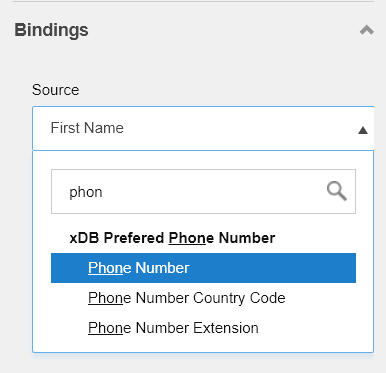 Bindings
Source
First Name
phon
xDB Prefered Phone Number
Phone Number
Phone Number Country Code
Phone Number Extension